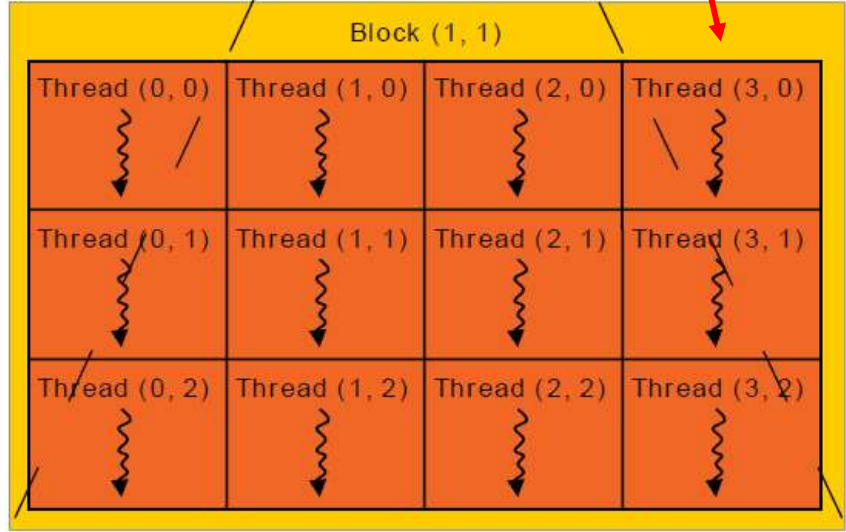 Block (1, 1)
Thread (0, 0) Thread (1, 0) Thread (2, 0) Thread (3, 0)
Thread (0, 1) Thread (1, 1) Thread (2, 1) Thread (3, 1)
Thread (0, 2) Thread (1, 2) Thread (2, 2) Thread (3, 2)